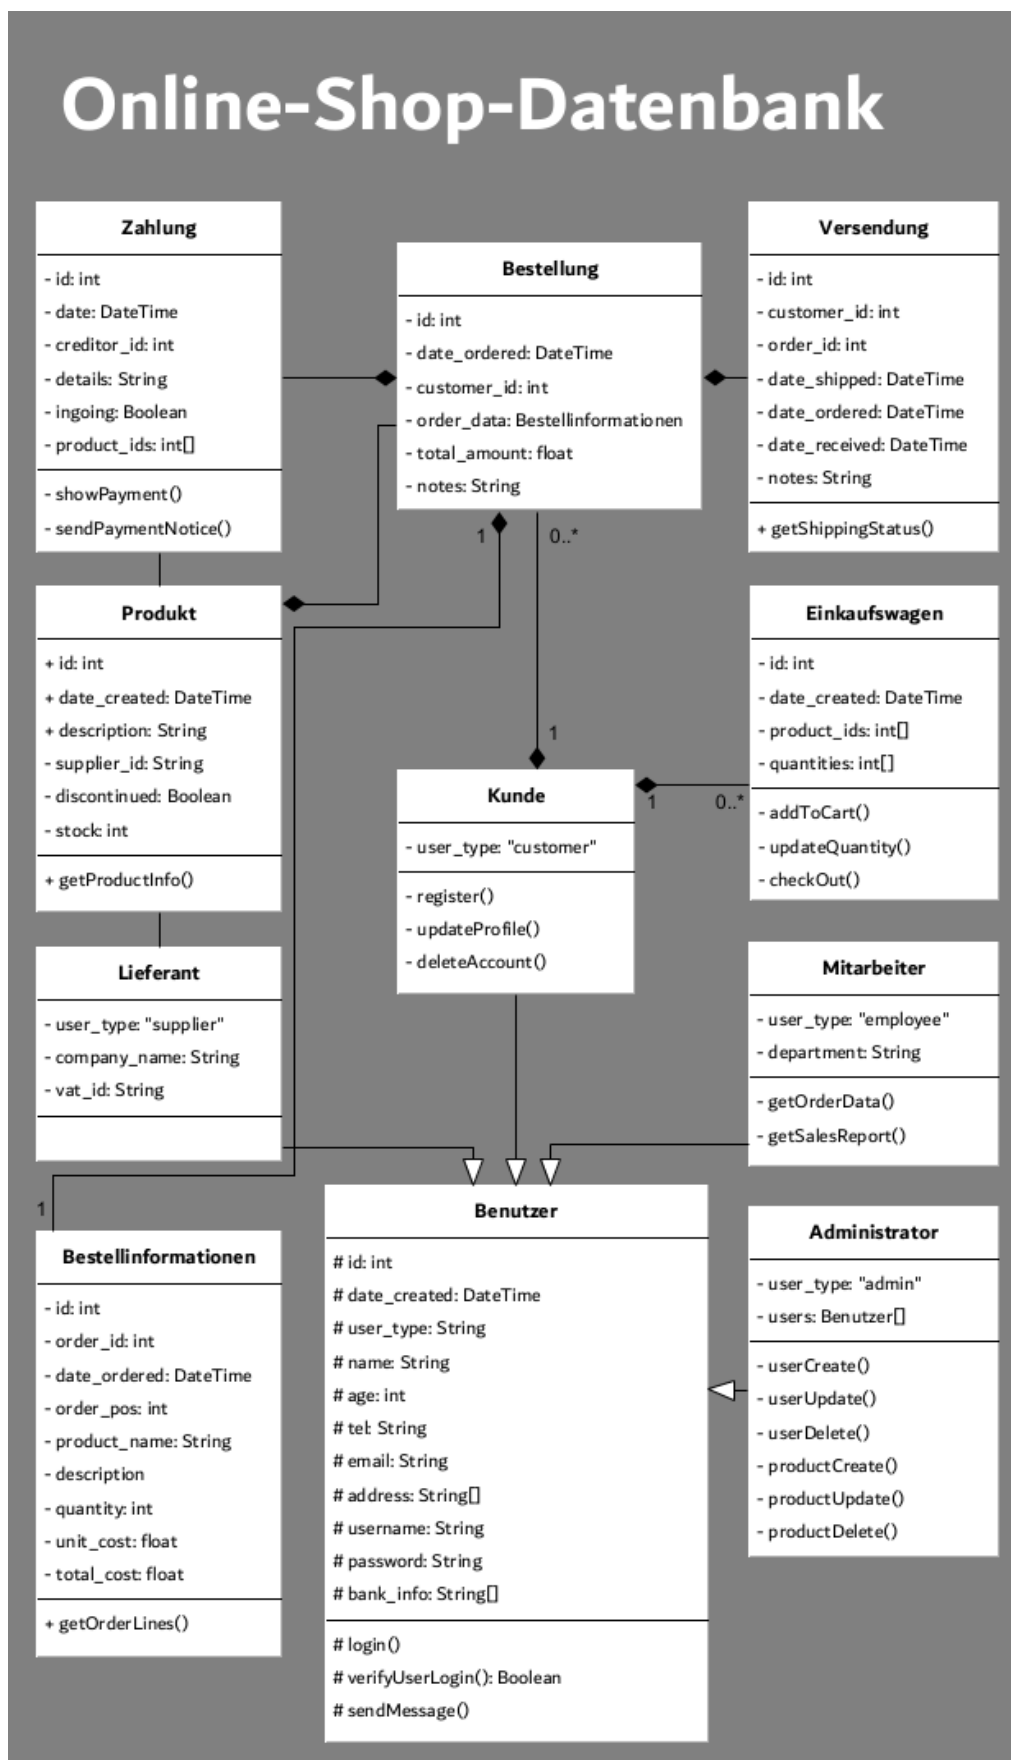 Online-Shop-Datenbank
Zahlung
- id: int
- date: DateTime
- creditor_id: int
- details: String
- ingoing: Boolean
- product_ids: int[]
- showPayment()
- sendPaymentNotice()
Bestellung
- id: int
- date_ordered: DateTime
- customer_id: int
- order_data: Bestellinformationen
- total_amount: float
- notes: String
Versendung
- id: int
- customer_id: int
- order_id: int
- date_shipped: DateTime
- date_ordered: DateTime
- date_received: DateTime
- notes: String
+ getShippingStatus()
1
0..*
Produkt
+ id: int
+ date_created: DateTime
+ description: String
- supplier_id: String
- discontinued: Boolean
- stock: int
+ getProductInfo()
Einkaufswagen
- id: int
- date_created: DateTime
- product_ids: int[]
- quantities: int[]
- addToCart()
- updateQuantity()
- checkOut()
1
Kunde
- user_type: "customer"
- register()
- updateProfile()
- deleteAccount()
1
0..*
Lieferant
- user_type: "supplier"
- company_name: String
- vat_id: String
Mitarbeiter
- user_type: "employee"
- department: String
- getOrderData()
- getSalesReport()
1
Bestellinformationen
- id: int
- order_id: int
- date_ordered: DateTime
- order_pos: int
- product_name: String
- description
- quantity: int
- unit_cost: float
- total_cost: float
+ getOrderLines()
Benutzer
# id: int
# date_created: DateTime
# user_type: String
# name: String
# age: int
# tel: String
# email: String
# address: String[]
# username: String
# password: String
# bank_info: String[]
# login()
# verifyUserLogin(): Boolean
# sendMessage()
Administrator
- user_type: "admin"
- users: Benutzer[]
- userCreate()
- userUpdate()
- userDelete()
- productCreate()
- productUpdate()
- productDelete()